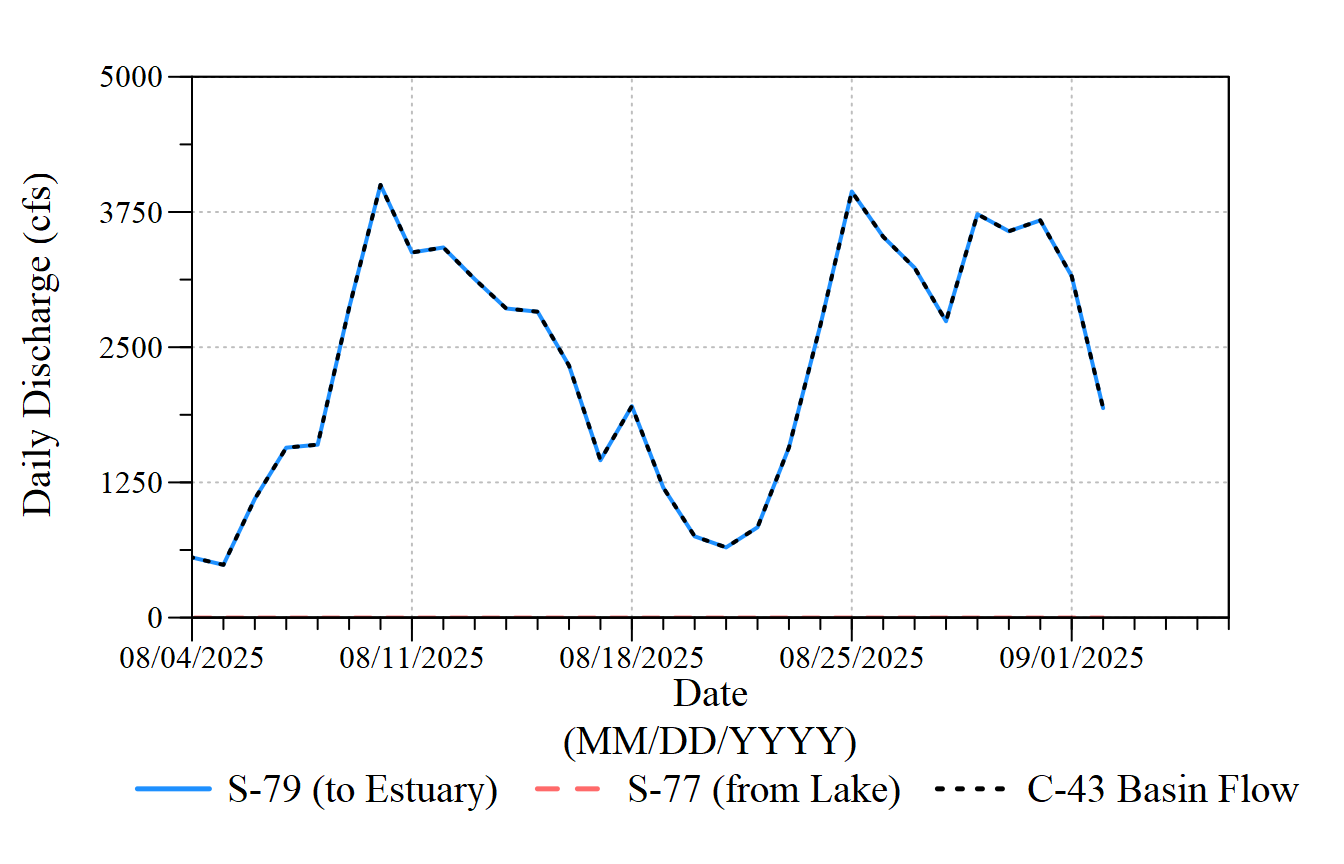 5000
3750
2500
1250
0
Daily Discharge (cfs)
08/04/2025 08/11/2025 08/18/2025 08/25/2025 09/01/2025
Date
(MM/DD/YYYY)
S-79 (to Estuary) S-77 (from Lake) C-43 Basin Flow